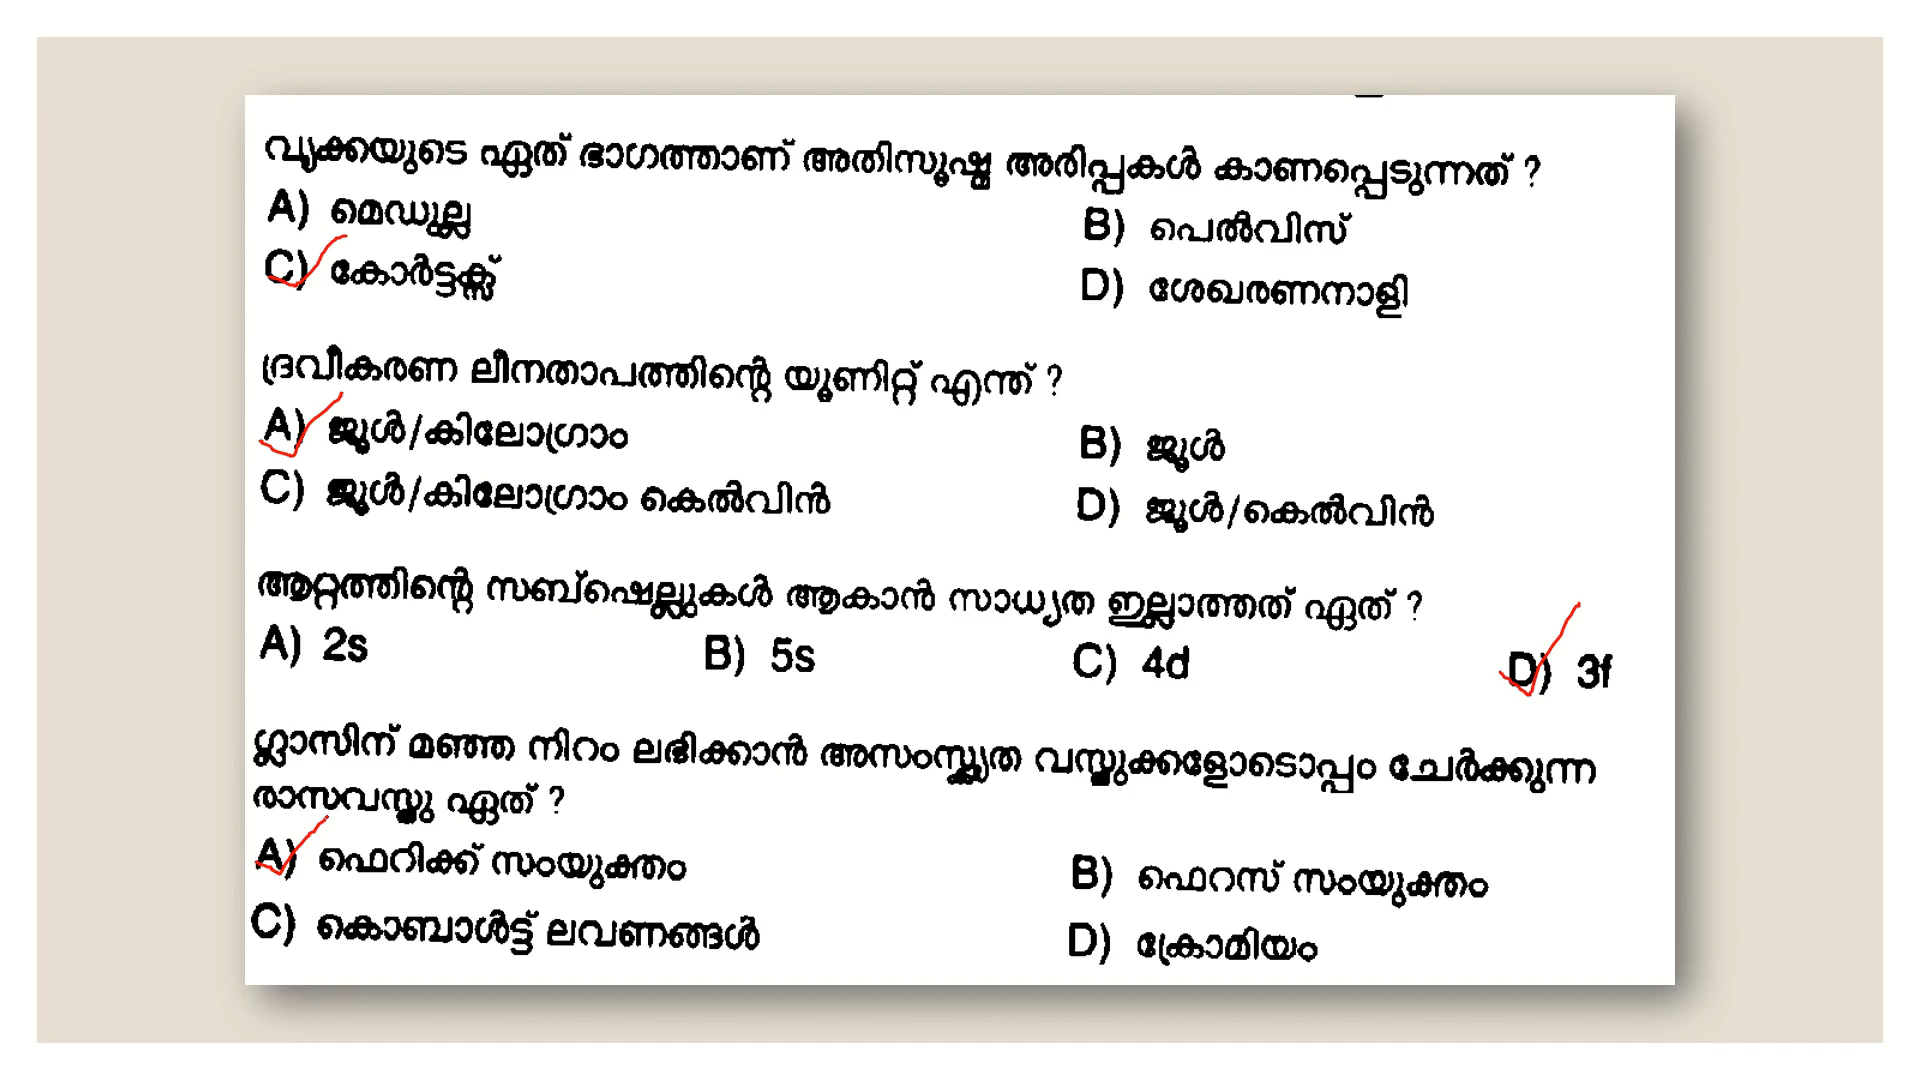 വൃക്കയുടെ ഏത് ഭാഗത്താണ് അതിസൂഷ്മ അരിപ്പകൾ കാണപ്പെടുന്നത് ?
A) മെഡുല്ല B) പെൽവിസ്
C) കോർട്ടക്സ് D) ശേഖരണനാളി
ദ്രവീകരണ ലീനതാപത്തിന്റെ യൂണിറ്റ് എന്ത് ?
A) ജൂൾ/കിലോഗ്രാം B) ജൂൾ
C) ജൂൾ/കിലോഗ്രാം കെൽവിൻ D) ജൂൾ/കെൽവിൻ
ആറ്റത്തിന്റെ സബ്ഷെല്ലുകൾ ആകാൻ സാധ്യത ഇല്ലാത്തത് ഏത് ?
A) 2s B) 5s C) 4d D) 3f
ഗ്ലാസിന് മഞ്ഞ നിറം ലഭിക്കാൻ അസംസ്കൃത വസ്തുക്കളോടൊപ്പം ചേർക്കുന്ന
രാസവസ്തു ഏത് ?
A) ഫെറിക്ക് സംയുക്തം B) ഫെറസ് സംയുക്തം
C) കൊബാൾട്ട് ലവണങ്ങൾ D) ക്രോമിയം